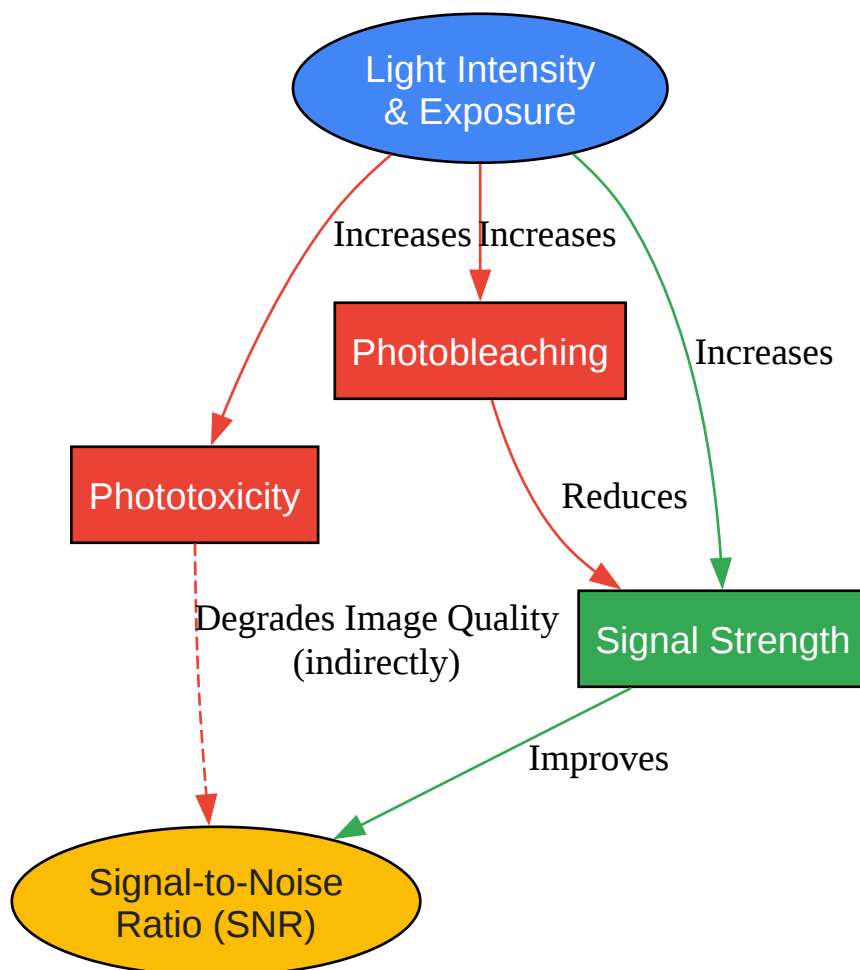 Light Intensity
& Exposure
Increases
Increases
Photobleaching
Increases
Phototoxicity
Reduces
Degrades Image Quality
(indirectly)
Signal Strength
Improves
Signal-to-Noise
Ratio (SNR)